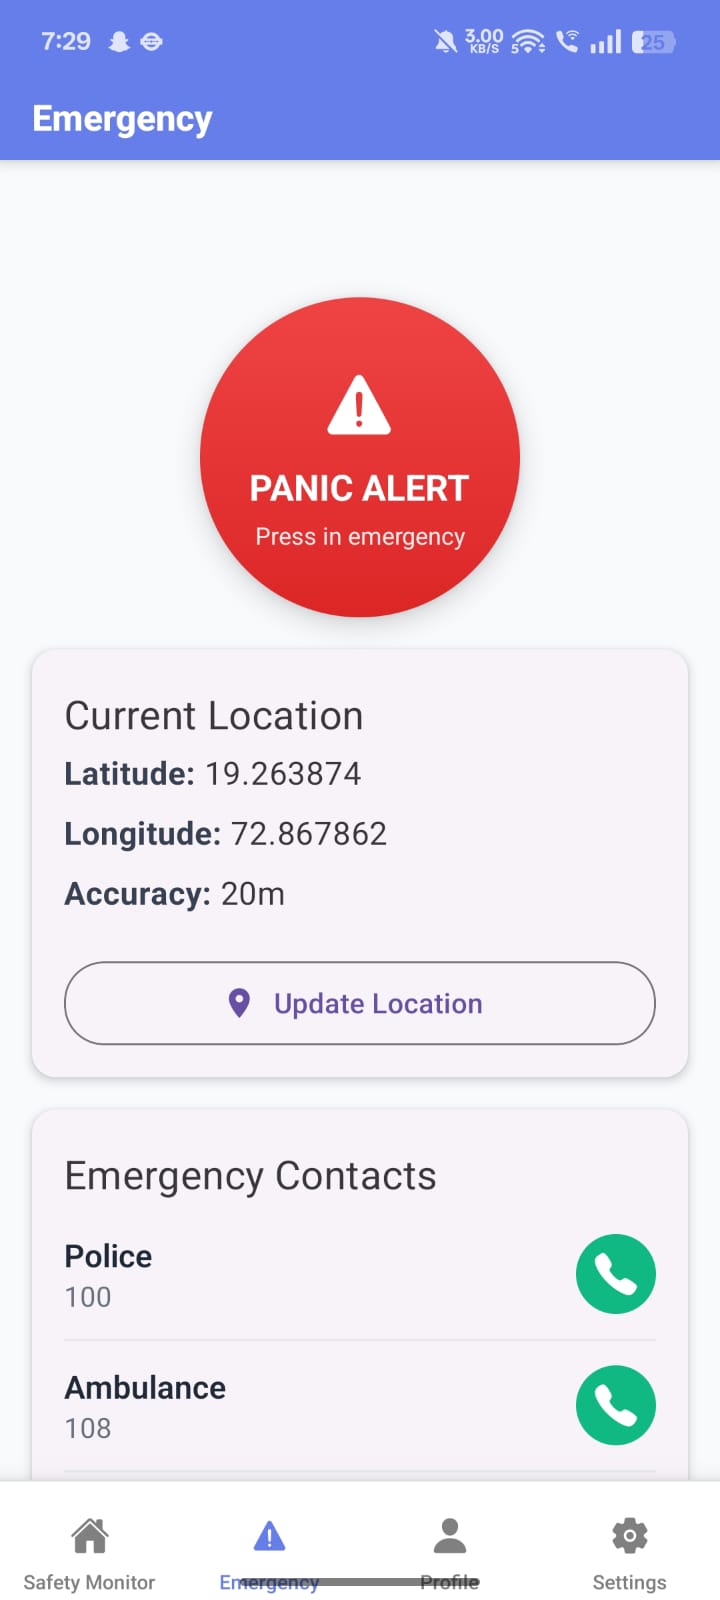 7:29
3.00
KB/S
5
25
Emergency
PANIC ALERT
Press in emergency
Current Location
Latitude: 19.263874
Longitude: 72.867862
Accuracy: 20m
Update Location
Emergency Contacts
Police
100
Ambulance
108
Safety Monitor
Emergency
Profile
Settings